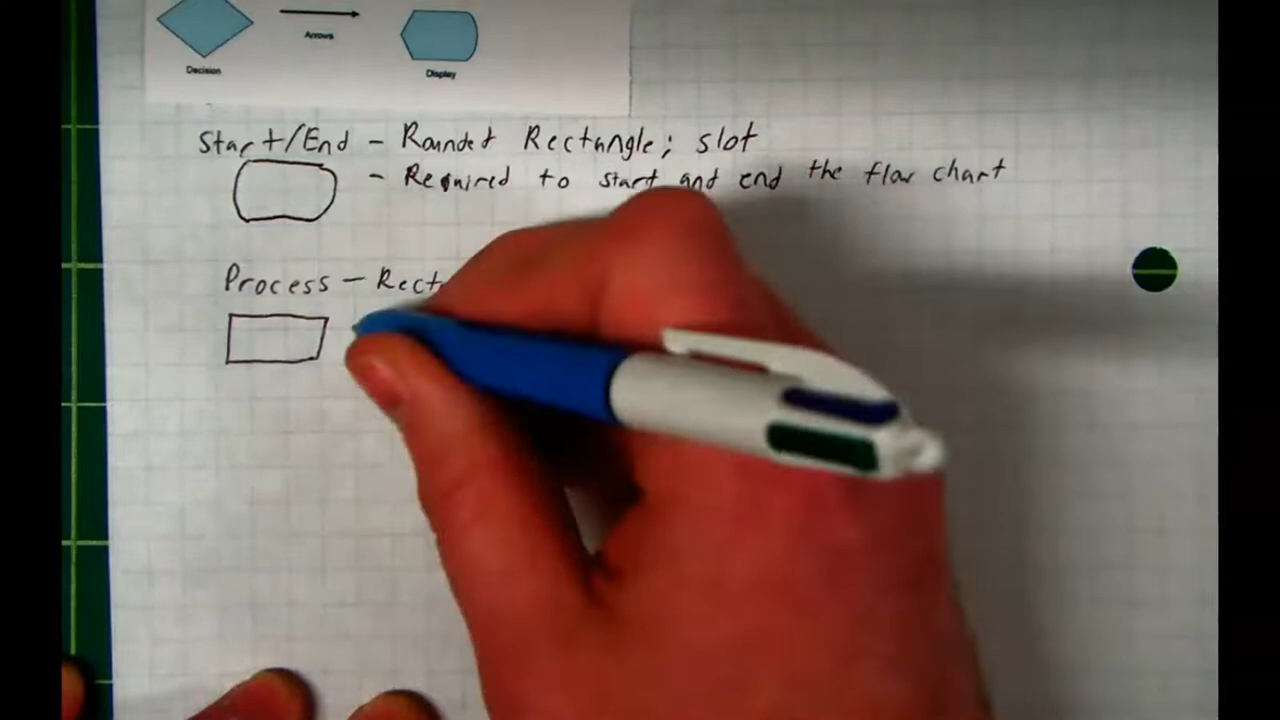 Arrows
Decision
Display
Start/End - Rounded Rectangle; slot
- Required to start and end the flow chart
Process - Rect